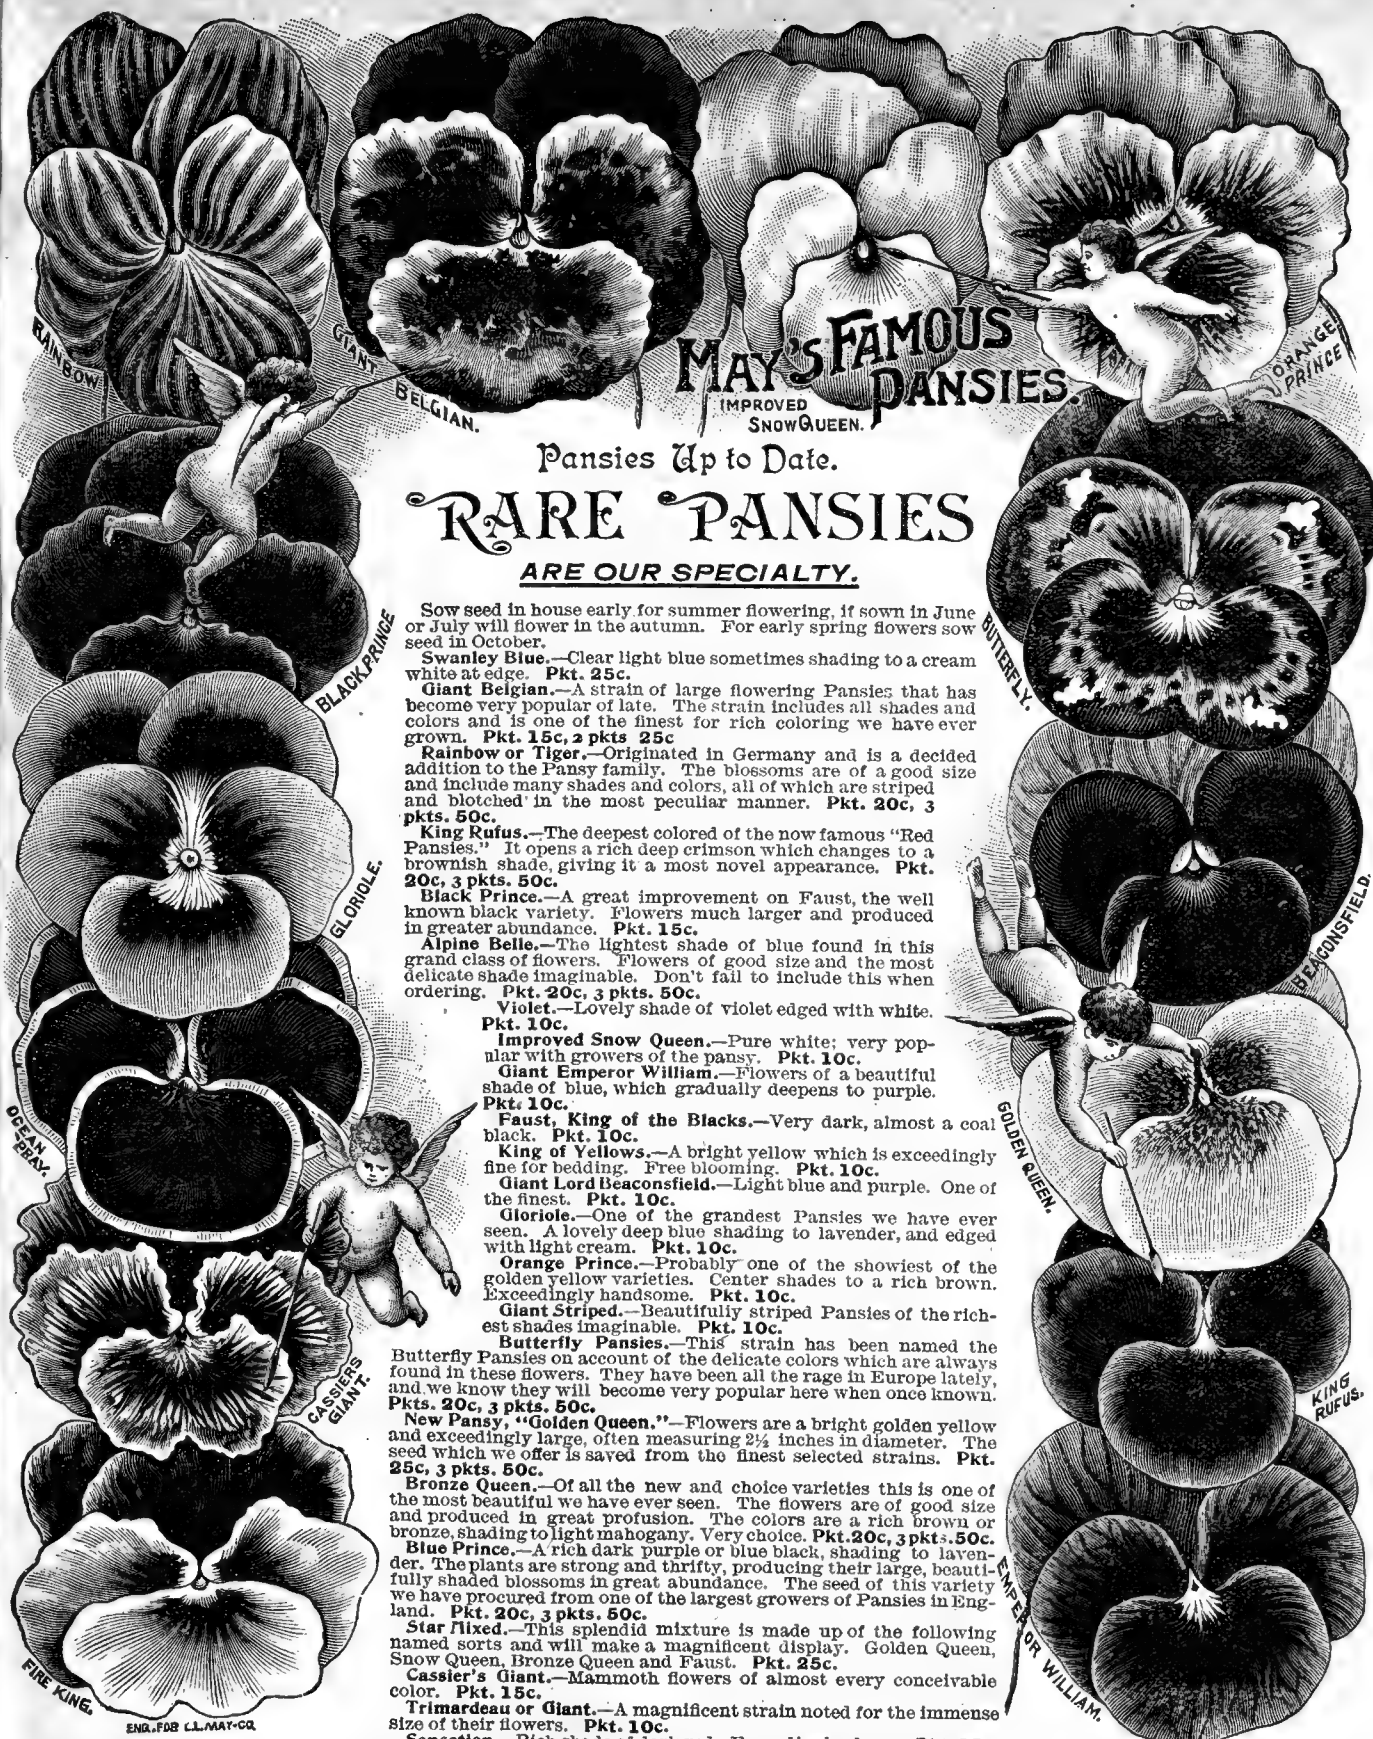 RAINBOW
GIANT BELGIAN.
MAY'S FAMOUS
PANSIES.
IMPROVED
SNOW QUEEN.
ORANGE
PRINCE
Pansies Up to Date.
RARE PANSIES
ARE OUR SPECIALTY.
Sow seed in house early for summer flowering, if sown in June
or July will flower in the autumn. For early spring flowers sow
seed in October.
Swanley Blue.—Clear light blue sometimes shading to a cream
white at edge. Pkt. 25c.
Giant Belgian.—A strain of large flowering Pansies that has
become very popular of late. The strain includes all shades and
colors and is one of the finest for rich coloring we have ever
grown. Pkt. 15c, 2 pkts 25c
Rainbow or Tiger.—Originated in Germany and is a decided
addition to the Pansy family. The blossoms are of a good size
and include many shades and colors, all of which are striped
and blotched in the most peculiar manner. Pkt. 20c, 3
pkts. 50c.
King Rufus.—The deepest colored of the now famous "Red
Pansies." It opens a rich deep crimson which changes to a
brownish shade, giving it a most novel appearance. Pkt.
20c, 3 pkts. 50c.
Black Prince.—A great improvement on Faust, the well
known black variety. Flowers much larger and produced
in greater abundance. Pkt. 15c.
Alpine Belle.—The lightest shade of blue found in this
grand class of flowers. Flowers of good size and the most
delicate shade imaginable. Don't fail to include this when
ordering. Pkt. 20c, 3 pkts. 50c.
Violet.—Lovely shade of violet edged with white.
Pkt. 10c.
Improved Snow Queen.—Pure white; very pop-
ular with growers of the pansy. Pkt. 10c.
Giant Emperor William.—Flowers of a beautiful
shade of blue, which gradually deepens to purple.
Pkt. 10c.
Faust, King of the Blacks.—Very dark, almost a coal
black. Pkt. 10c.
King of Yellows.—A bright yellow which is exceedingly
fine for bedding. Free blooming. Pkt. 10c.
Giant Lord Beaconsfield.—Light blue and purple. One of
the finest. Pkt. 10c.
Gloriole.—One of the grandest Pansies we have ever
seen. A lovely deep blue shading to lavender, and edged
with light cream. Pkt. 10c.
Orange Prince.—Probably one of the showiest of the
golden yellow varieties. Center shades to a rich brown.
Exceedingly handsome. Pkt. 10c.
Giant Striped.—Beautifully striped Pansies of the rich-
est shades imaginable. Pkt. 10c.
Butterfly Pansies.—This strain has been named the
Butterfly Pansies on account of the delicate colors which are always
found in these flowers. They have been all the rage in Europe lately,
and we know they will become very popular here when once known.
Pkts. 20c, 3 pkts. 50c.
New Pansy, "Golden Queen."—Flowers are a bright golden yellow
and exceedingly large, often measuring 2½ inches in diameter. The
seed which we offer is saved from the finest selected strains. Pkt.
25c, 3 pkts. 50c.
Bronze Queen.—Of all the new and choice varieties this is one of
the most beautiful we have ever seen. The flowers are of good size
and produced in great profusion. The colors are a rich brown or
bronze, shading to light mahogany. Very choice. Pkt. 20c, 3 pkts. 50c.
Blue Prince.—A rich dark purple or blue black, shading to laven-
der. The plants are strong and thrifty, producing their large, beauti-
fully shaded blossoms in great abundance. The seed of this variety
we have procured from one of the largest growers of Pansies in Eng-
land. Pkt. 20c, 3 pkts. 50c.
Star Mixed.—This splendid mixture is made up of the following
named sorts and will make a magnificent display. Golden Queen,
Snow Queen, Bronze Queen and Faust. Pkt. 25c.
Cassier's Giant.—Mammoth flowers of almost every conceivable
color. Pkt. 15c.
Trimardeau or Giant.—A magnificent strain noted for the immense
size of their flowers. Pkt. 10c.
BLACK PRINCE
GLORIOLE.
OCEAN
SPRAY.
CASSIERS
GIANT.
FIRE KING.
ENG. FOR L.L. MAY & CO.
BUTTERFLY.
BEACONSFIELD.
GOLDEN QUEEN.
KING
RUFUS.
EMPEROR WILLIAM.